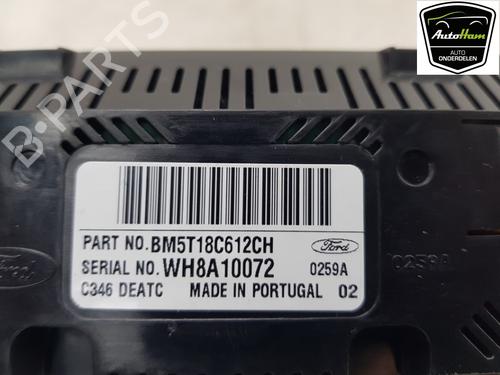 AutoHam
AUTO
ONDERDELEN
B-PARTS
PART NO. BM5T18C612CH
Ford
SERIAL NO. WH8A10072
0259A
C346 DEATC MADE IN PORTUGAL 02
Ford
0259A